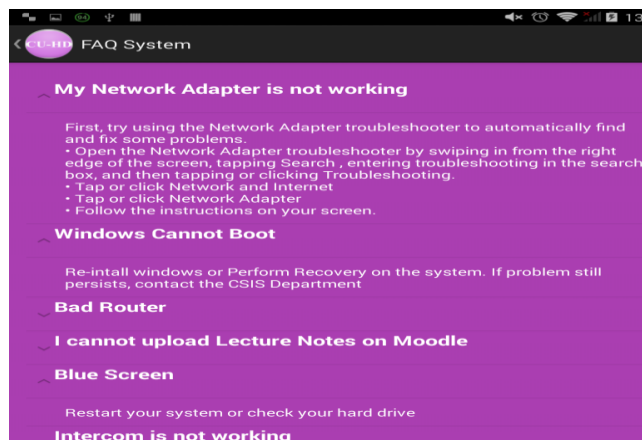 64
13
CU-HD FAQ System
My Network Adapter is not working
First, try using the Network Adapter troubleshooter to automatically find
and fix some problems.
• Open the Network Adapter troubleshooter by swiping in from the right
edge of the screen, tapping Search , entering troubleshooting in the search
box, and then tapping or clicking Troubleshooting.
• Tap or click Network and Internet
• Tap or click Network Adapter
• Follow the instructions on your screen.
Windows Cannot Boot
Re-intall windows or Perform Recovery on the system. If problem still
persists, contact the CSIS Department
Bad Router
I cannot upload Lecture Notes on Moodle
Blue Screen
Restart your system or check your hard drive
Intercom is not working